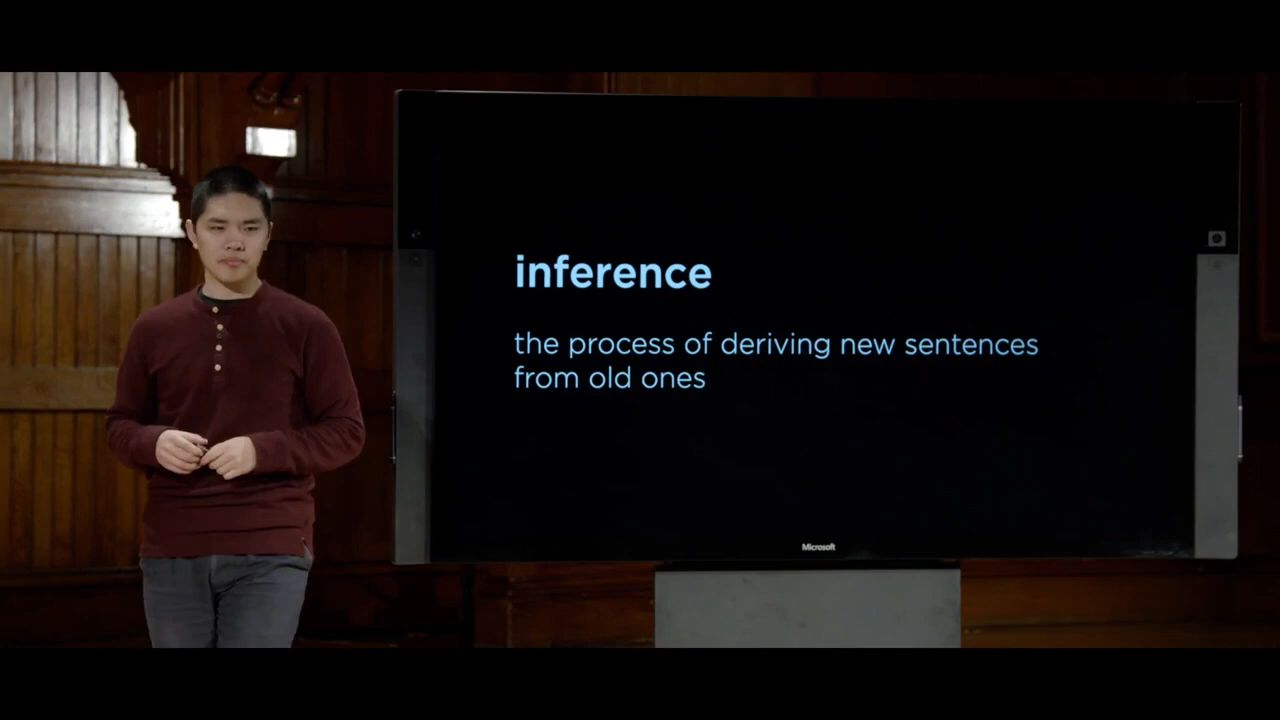 inference
the process of deriving new sentences
from old ones
Microsoft